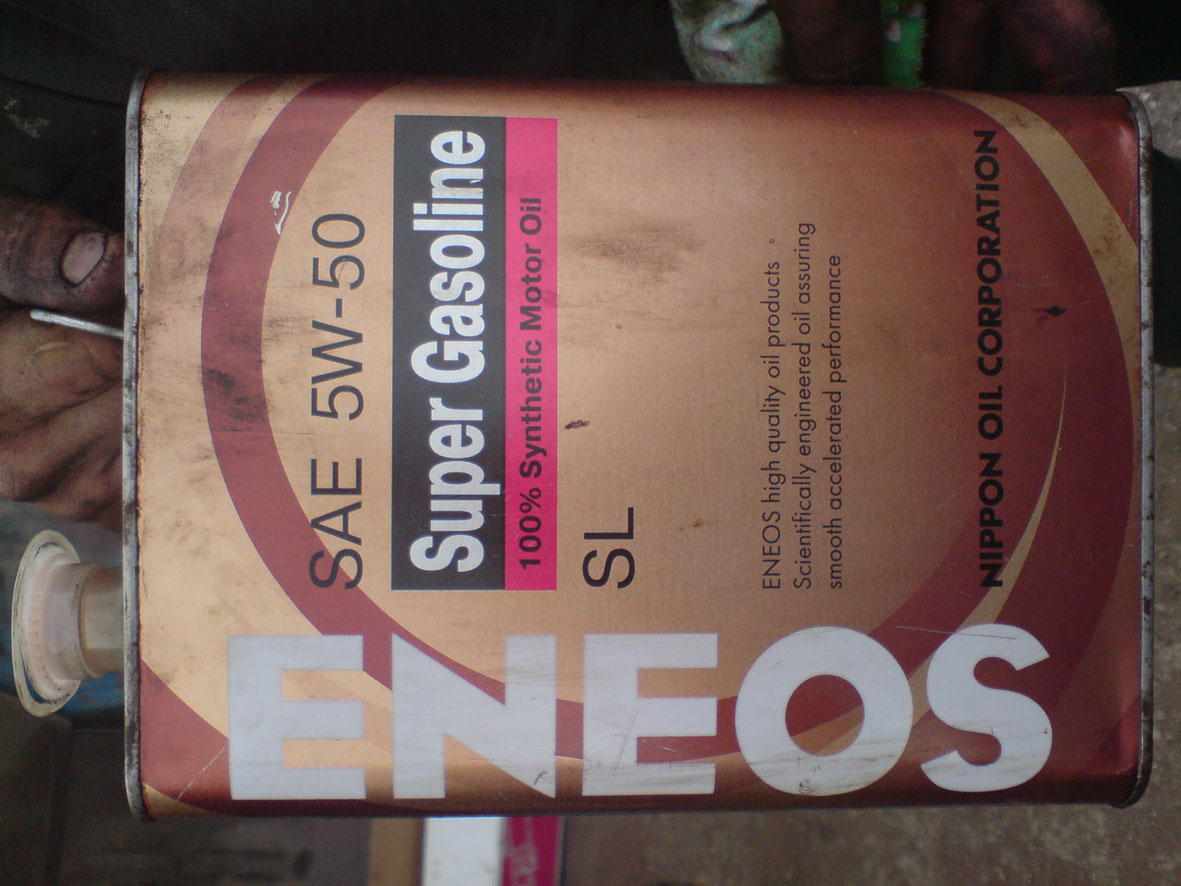 ENEOS
SAE 5W-50
Super Gasoline
100% Synthetic Motor Oil
SL
ENEOS high quality oil products
Scientifically engineered oil assuring
smooth accelerated performance
NIPPON OIL CORPORATION